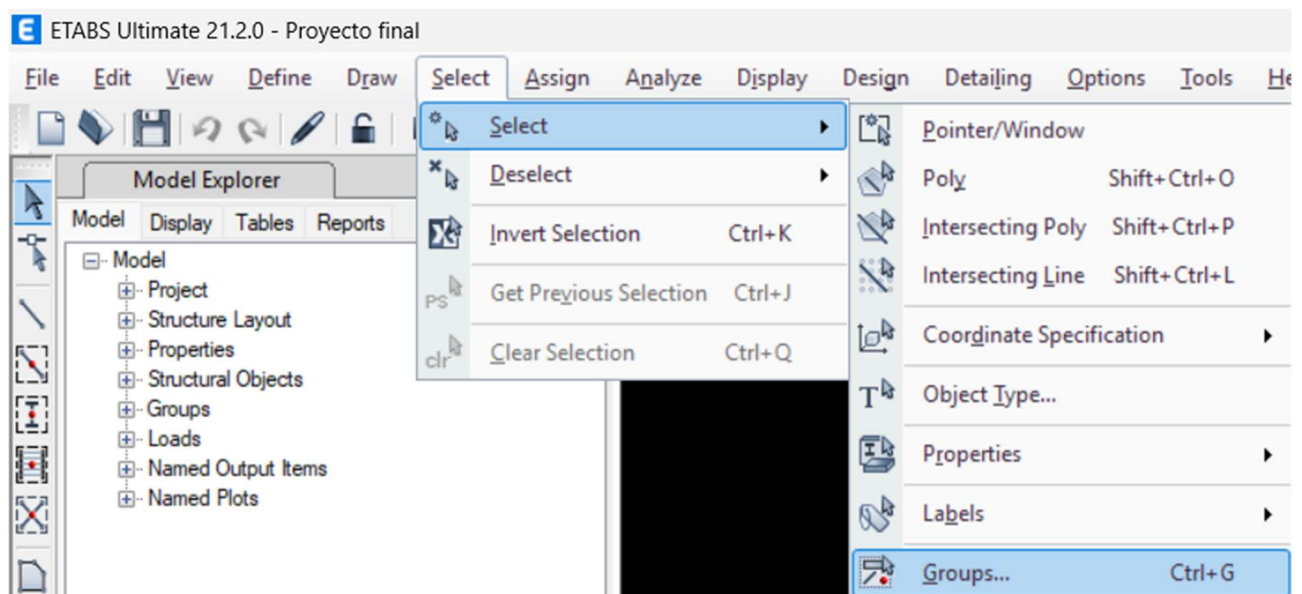 E ETABS Ultimate 21.2.0 - Proyecto final
File Edit View Define Draw Select Assign Analyze Display Design Detailing Options Tools He
Select
Deselect
Invert Selection Ctrl+K
PS Get Previous Selection Ctrl+J
clr Clear Selection Ctrl+Q
Pointer/Window
Poly Shift+Ctrl+O
Intersecting Poly Shift+Ctrl+P
Intersecting Line Shift+Ctrl+L
Coordinate Specification
T Object Type...
Properties
Labels
Groups... Ctrl+G
Model Explorer
Model Display Tables Reports
Model
Project
Structure Layout
Properties
Structural Objects
Groups
Loads
Named Output Items
Named Plots